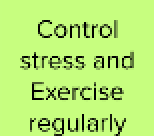 Control
stress and
Exercise
regularly